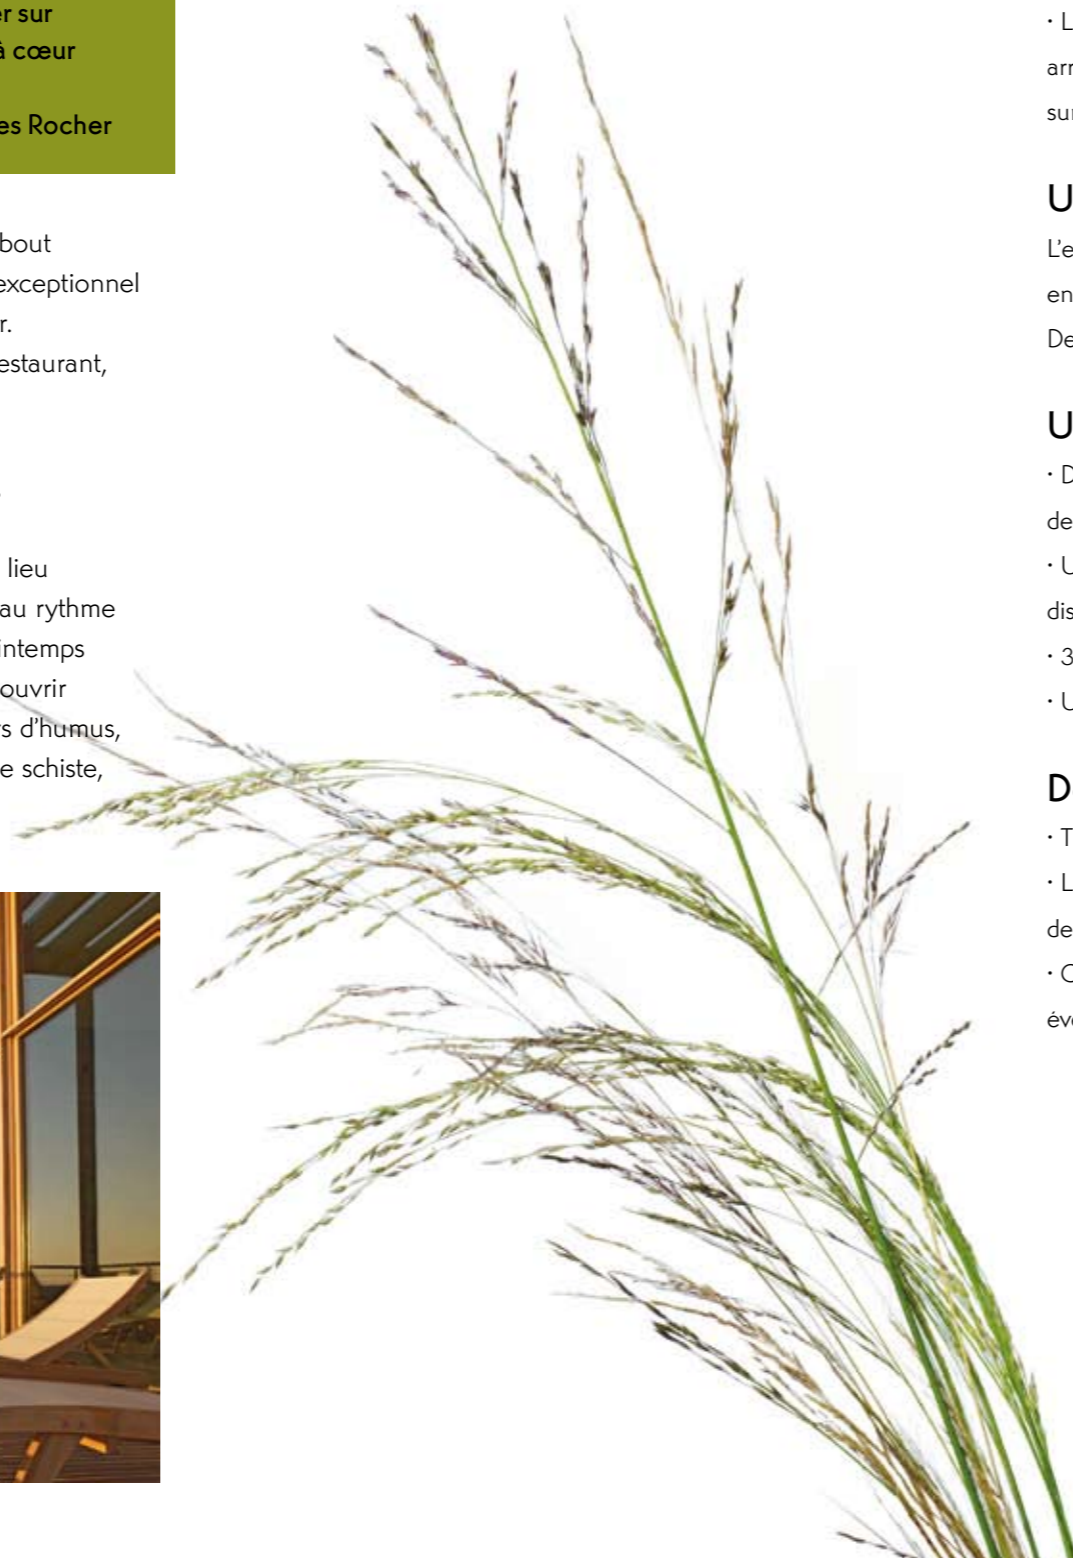 er sur
à cœur
es Rocher
bout
exceptionnel
r.
estaurant,
lieu
au rythme
intemps
ouvrir
s d'humus,
e schiste,
· L
arr
sur
U
L'e
en
De
U
· D
de
· U
dis
· 3
· U
D
· T
· L
de
· C
éve